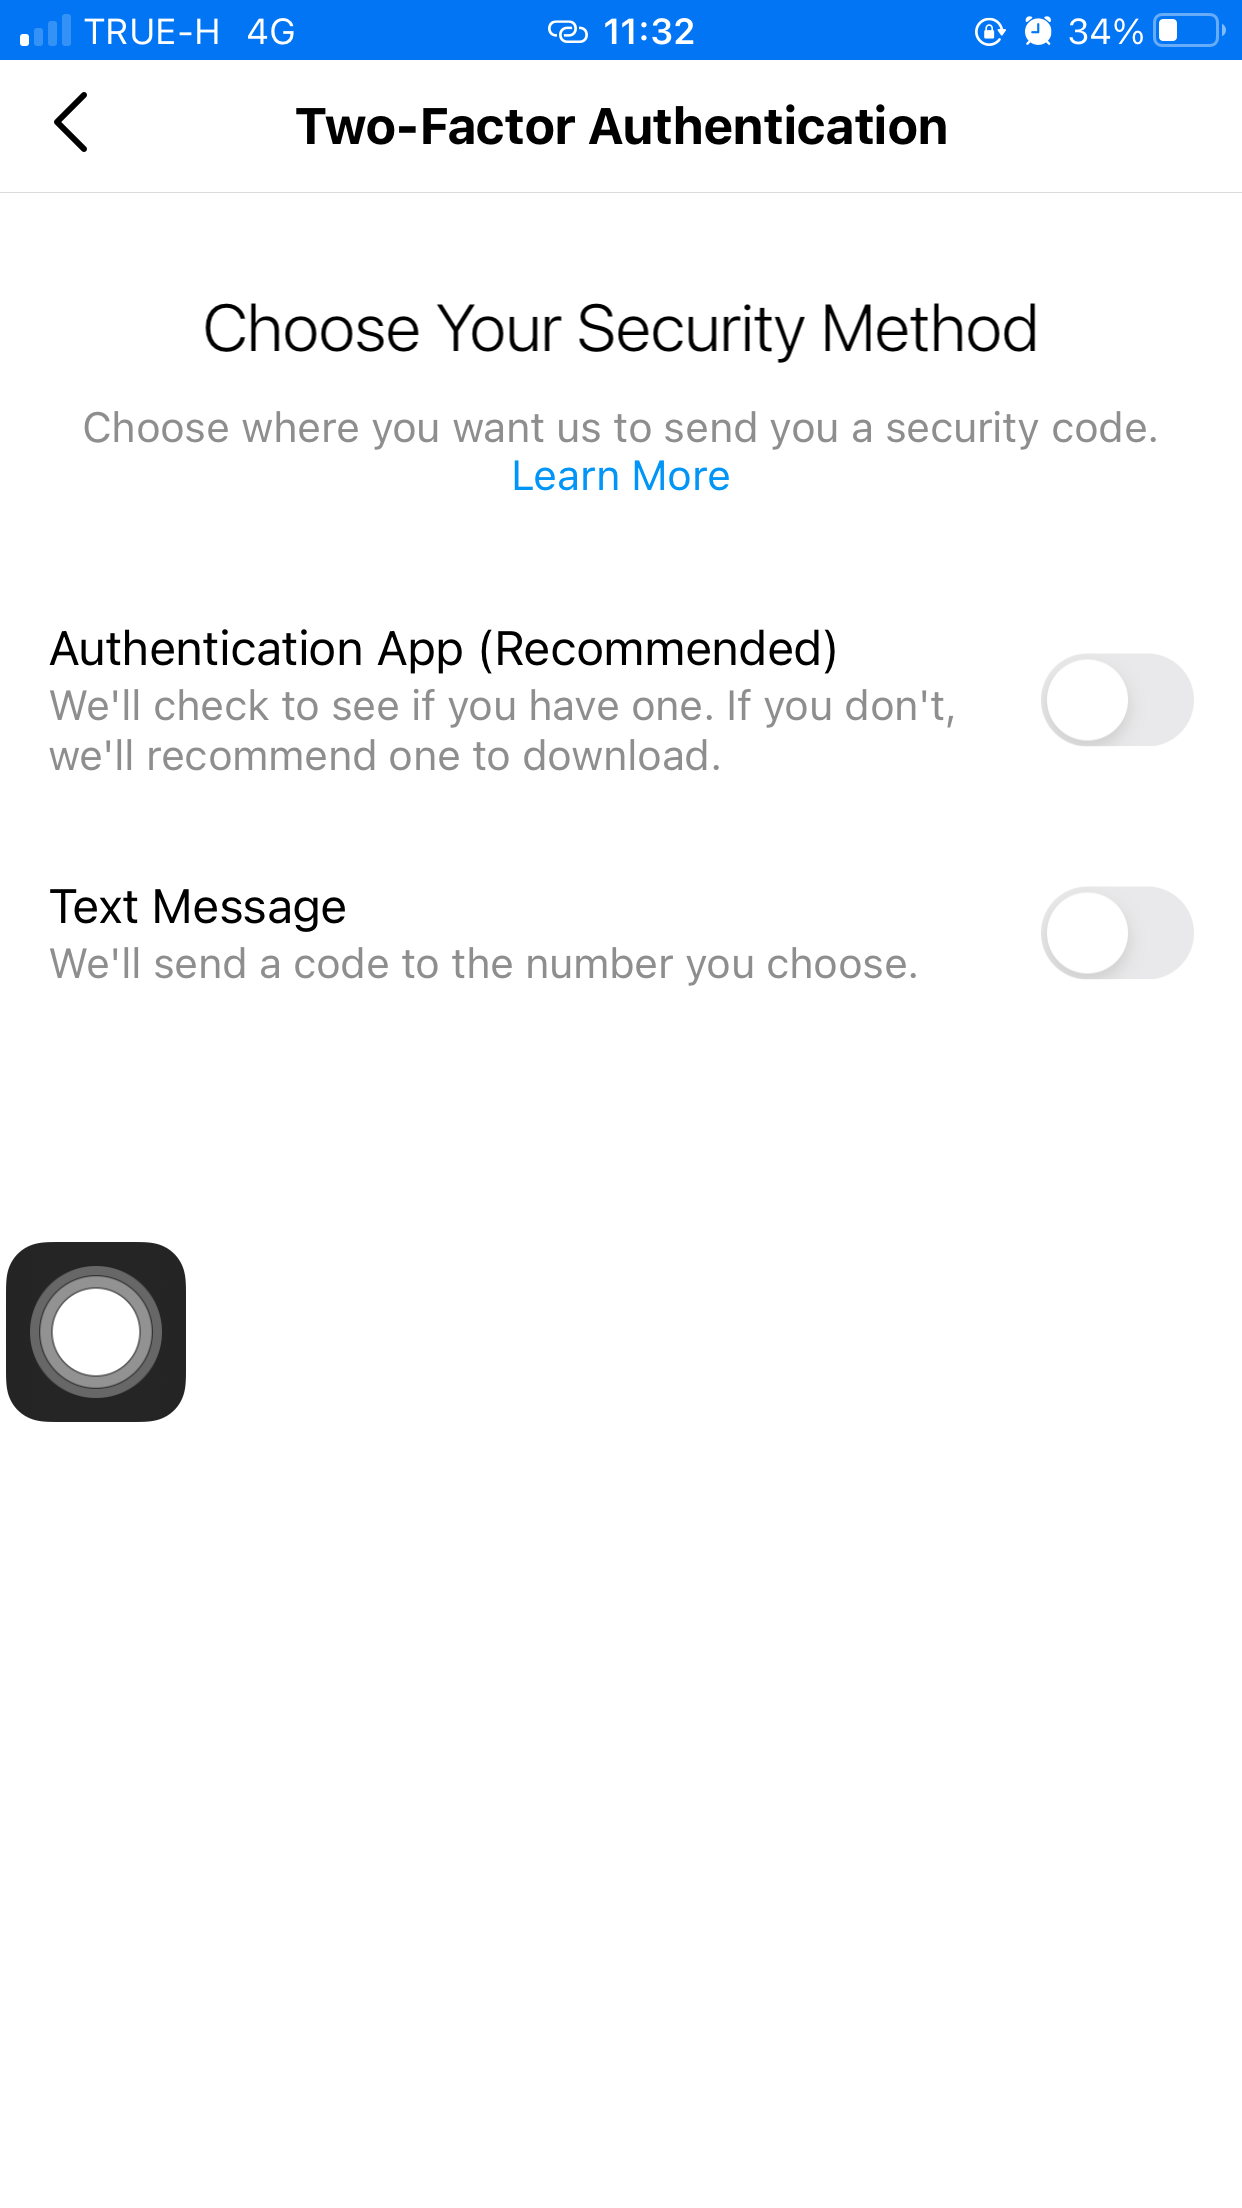 TRUE-H 4G 11:32 34%
Two-Factor Authentication
Choose Your Security Method
Choose where you want us to send you a security code.
Learn More
Authentication App (Recommended)
We'll check to see if you have one. If you don't,
we'll recommend one to download.
Text Message
We'll send a code to the number you choose.